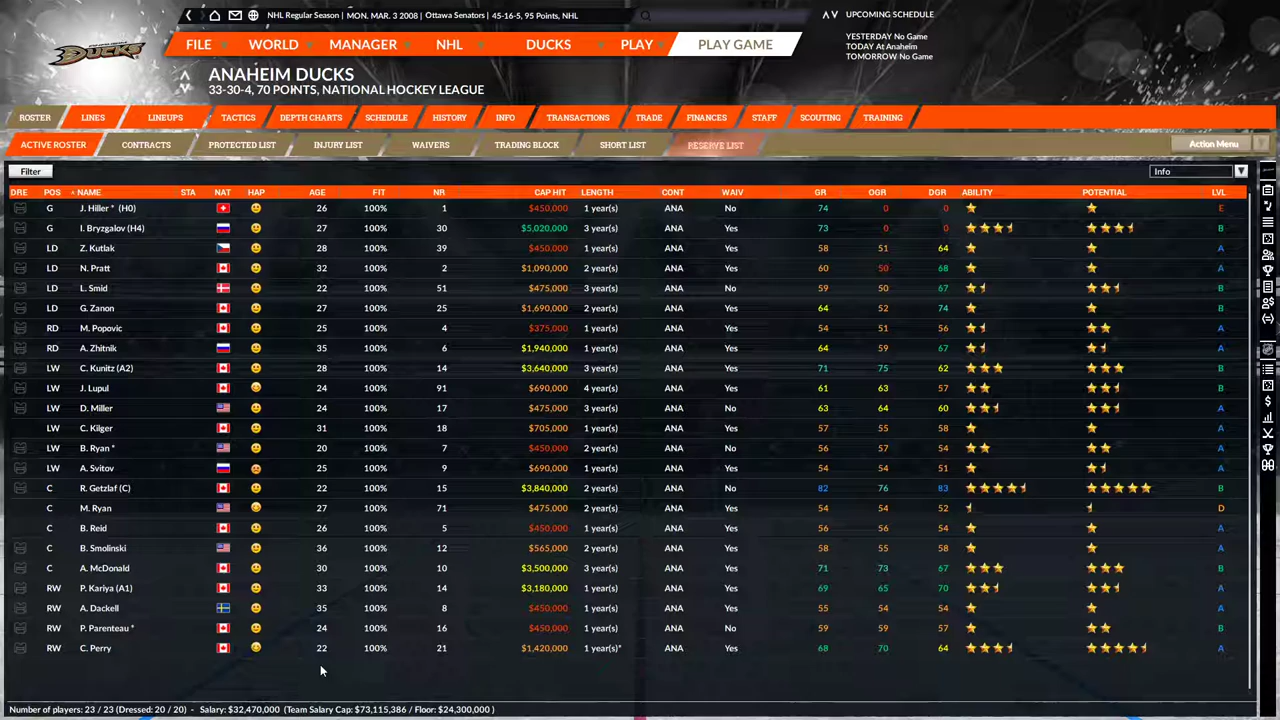 NHL Regular Season | MON. MAR. 3 2008 | Ottawa Senators | 45-16-5, 95 Points, NHL
UPCOMING SCHEDULE
YESTERDAY No Game
TODAY At Anaheim
TOMORROW No Game
DUCKS
FILE WORLD MANAGER NHL DUCKS PLAY PLAY GAME
ANAHEIM DUCKS
33-30-4, 70 POINTS, NATIONAL HOCKEY LEAGUE
ROSTER LINES LINEUPS TACTICS DEPTH CHARTS SCHEDULE HISTORY INFO TRANSACTIONS TRADE FINANCES STAFF SCOUTING TRAINING
ACTIVE ROSTER CONTRACTS PROTECTED LIST INJURY LIST WAIVERS TRADING BLOCK SHORT LIST RESERVE LIST Action Menu
Filter Info
DRE POS NAME STA NAT HAP AGE FIT NR CAP HIT LENGTH CONT WAIV GR OGR DGR ABILITY POTENTIAL LVL
G J. Hiller * (H0) 26 100% 1 $450,000 1 year(s) ANA No 74 0 0 E
G I. Bryzgalov (H4) 27 100% 30 $5,020,000 3 year(s) ANA Yes 73 0 0 B
LD Z. Kutlak 28 100% 39 $450,000 1 year(s) ANA Yes 58 51 64 A
LD N. Pratt 32 100% 2 $1,090,000 2 year(s) ANA Yes 60 50 68 A
LD L. Smid 22 100% 51 $475,000 3 year(s) ANA No 59 50 67 B
LD G. Zanon 27 100% 25 $1,690,000 2 year(s) ANA Yes 64 52 74 B
RD M. Popovic 25 100% 4 $375,000 1 year(s) ANA Yes 54 51 56 A
RD A. Zhitnik 35 100% 6 $1,940,000 1 year(s) ANA Yes 64 59 67 A
LW C. Kunitz (A2) 28 100% 14 $3,640,000 3 year(s) ANA Yes 71 75 62 B
LW J. Lupul 24 100% 91 $690,000 4 year(s) ANA Yes 61 63 57 B
LW D. Miller 24 100% 17 $475,000 3 year(s) ANA No 63 64 60 A
LW C. Kilger 31 100% 18 $705,000 1 year(s) ANA Yes 57 55 58 A
LW B. Ryan * 20 100% 7 $450,000 2 year(s) ANA No 56 57 54 A
LW A. Svitov 25 100% 9 $690,000 1 year(s) ANA Yes 54 54 51 A
C R. Getzlaf (C) 22 100% 15 $3,840,000 2 year(s) ANA No 82 76 83 B
C M. Ryan 27 100% 71 $475,000 2 year(s) ANA Yes 54 54 52 D
C B. Reid 26 100% 5 $450,000 1 year(s) ANA Yes 56 56 54 A
C B. Smolinski 36 100% 12 $565,000 2 year(s) ANA Yes 58 55 58 A
C A. McDonald 30 100% 10 $3,500,000 2 year(s) ANA Yes 71 73 67 B
RW P. Kariya (A1) 33 100% 14 $3,180,000 1 year(s) ANA Yes 69 65 70 A
RW A. Dackell 35 100% 8 $450,000 1 year(s) ANA Yes 55 54 54 A
RW P. Parenteau * 24 100% 16 $450,000 1 year(s) ANA No 59 59 57 B
RW C. Perry 22 100% 21 $1,420,000 1 year(s)* ANA Yes 68 70 64 A
Number of players: 23 / 23 (Dressed: 20 / 20) - Salary: $32,470,000 (Team Salary Cap: $73,115,386 / Floor: $24,300,000 )